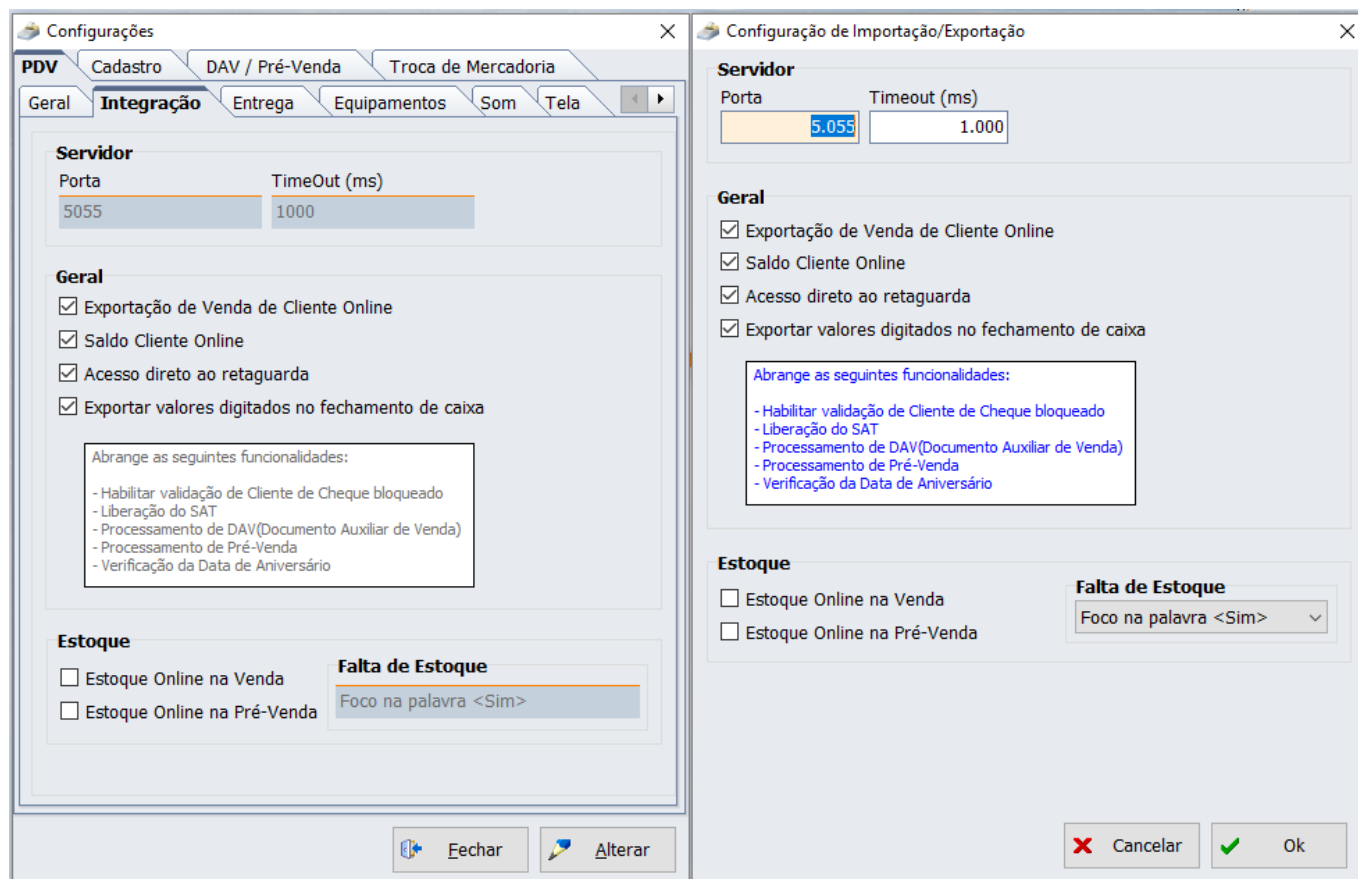 Configurações
PDV Cadastro DAV / Pré-Venda Troca de Mercadoria
Geral Integração Entrega Equipamentos Som Tela
Servidor
Porta TimeOut (ms)
5055 1000
Geral
Exportação de Venda de Cliente Online
Saldo Cliente Online
Acesso direto ao retaguarda
Exportar valores digitados no fechamento de caixa
Abrange as seguintes funcionalidades:
- Habilitar validação de Cliente de Cheque bloqueado
- Liberação do SAT
- Processamento de DAV(Documento Auxiliar de Venda)
- Processamento de Pré-Venda
- Verificação da Data de Aniversário
Estoque
Estoque Online na Venda
Estoque Online na Pré-Venda
Falta de Estoque
Foco na palavra <Sim>
Fechar Alterar
Configuração de Importação/Exportação
Servidor
Porta Timeout (ms)
5.055 1.000
Geral
Exportação de Venda de Cliente Online
Saldo Cliente Online
Acesso direto ao retaguarda
Exportar valores digitados no fechamento de caixa
Abrange as seguintes funcionalidades:
- Habilitar validação de Cliente de Cheque bloqueado
- Liberação do SAT
- Processamento de DAV(Documento Auxiliar de Venda)
- Processamento de Pré-Venda
- Verificação da Data de Aniversário
Estoque
Estoque Online na Venda
Estoque Online na Pré-Venda
Falta de Estoque
Foco na palavra <Sim>
Cancelar Ok